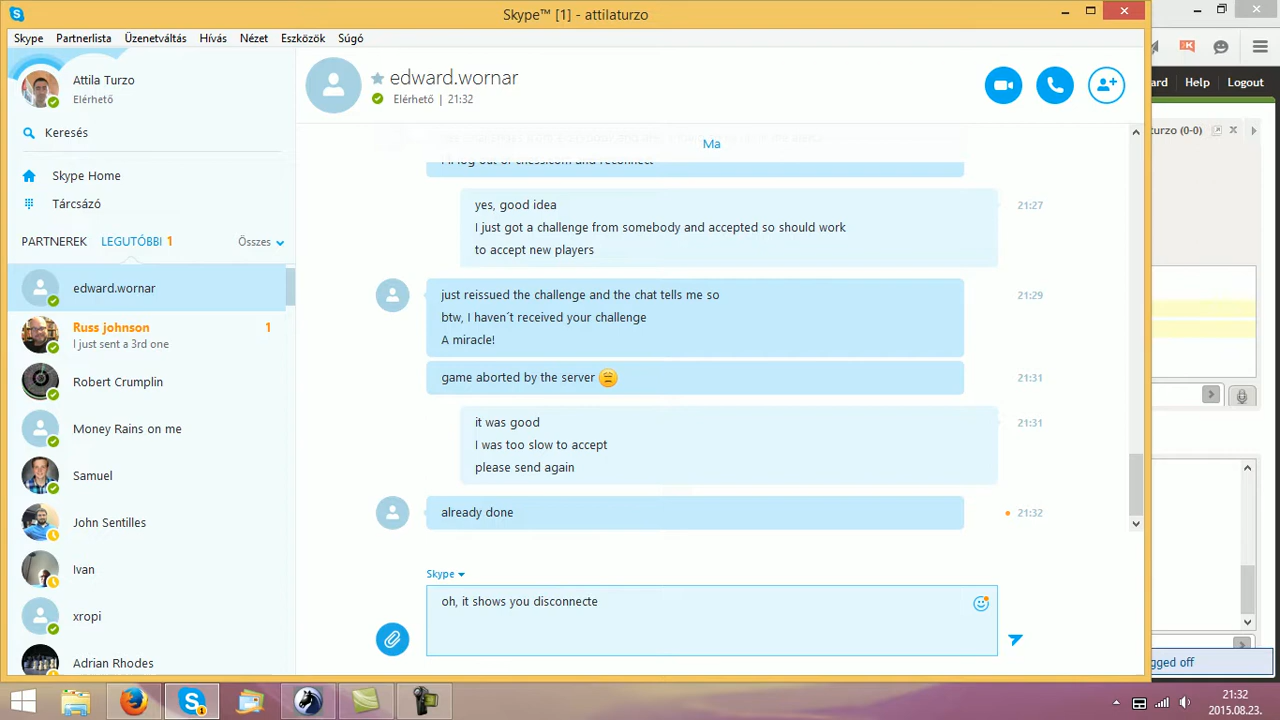 Skype™ [1] - attilaturzo
Skype Partnerlista Üzenetváltás Hívás Nézet Eszközök Súgó
Attila Turzo
Elérhető
Keresés
Skype Home
Tárcsázó
PARTNEREK LEGUTÓBBI 1 Összes
edward.wornar
Russ johnson 1
I just sent a 3rd one
Robert Crumplin
Money Rains on me
Samuel
John Sentilles
Ivan
xropi
Adrian Rhodes
edward.wornar
Elérhető | 21:32
Ma
yes, good idea 21:27
I just got a challenge from somebody and accepted so should work
to accept new players
just reissued the challenge and the chat tells me so 21:29
btw, I haven´t received your challenge
A miracle!
game aborted by the server 21:31
it was good 21:31
I was too slow to accept
please send again
already done 21:32
Skype
oh, it shows you disconnecte
ard Help Logout
urzo (0-0)
gged off
21:32
2015.08.23.